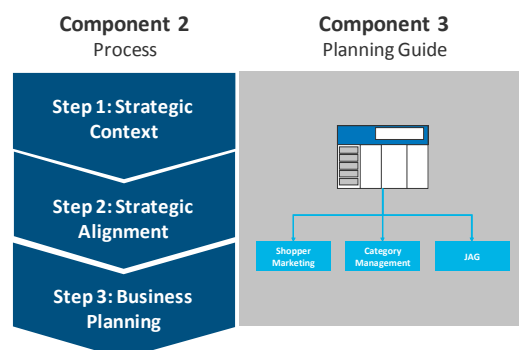 Component 2
Process
Component 3
Planning Guide
Step 1: Strategic
Context
Step 2: Strategic
Alignment
Step 3: Business
Planning
Shopper
Marketing
Category
Management
JAG